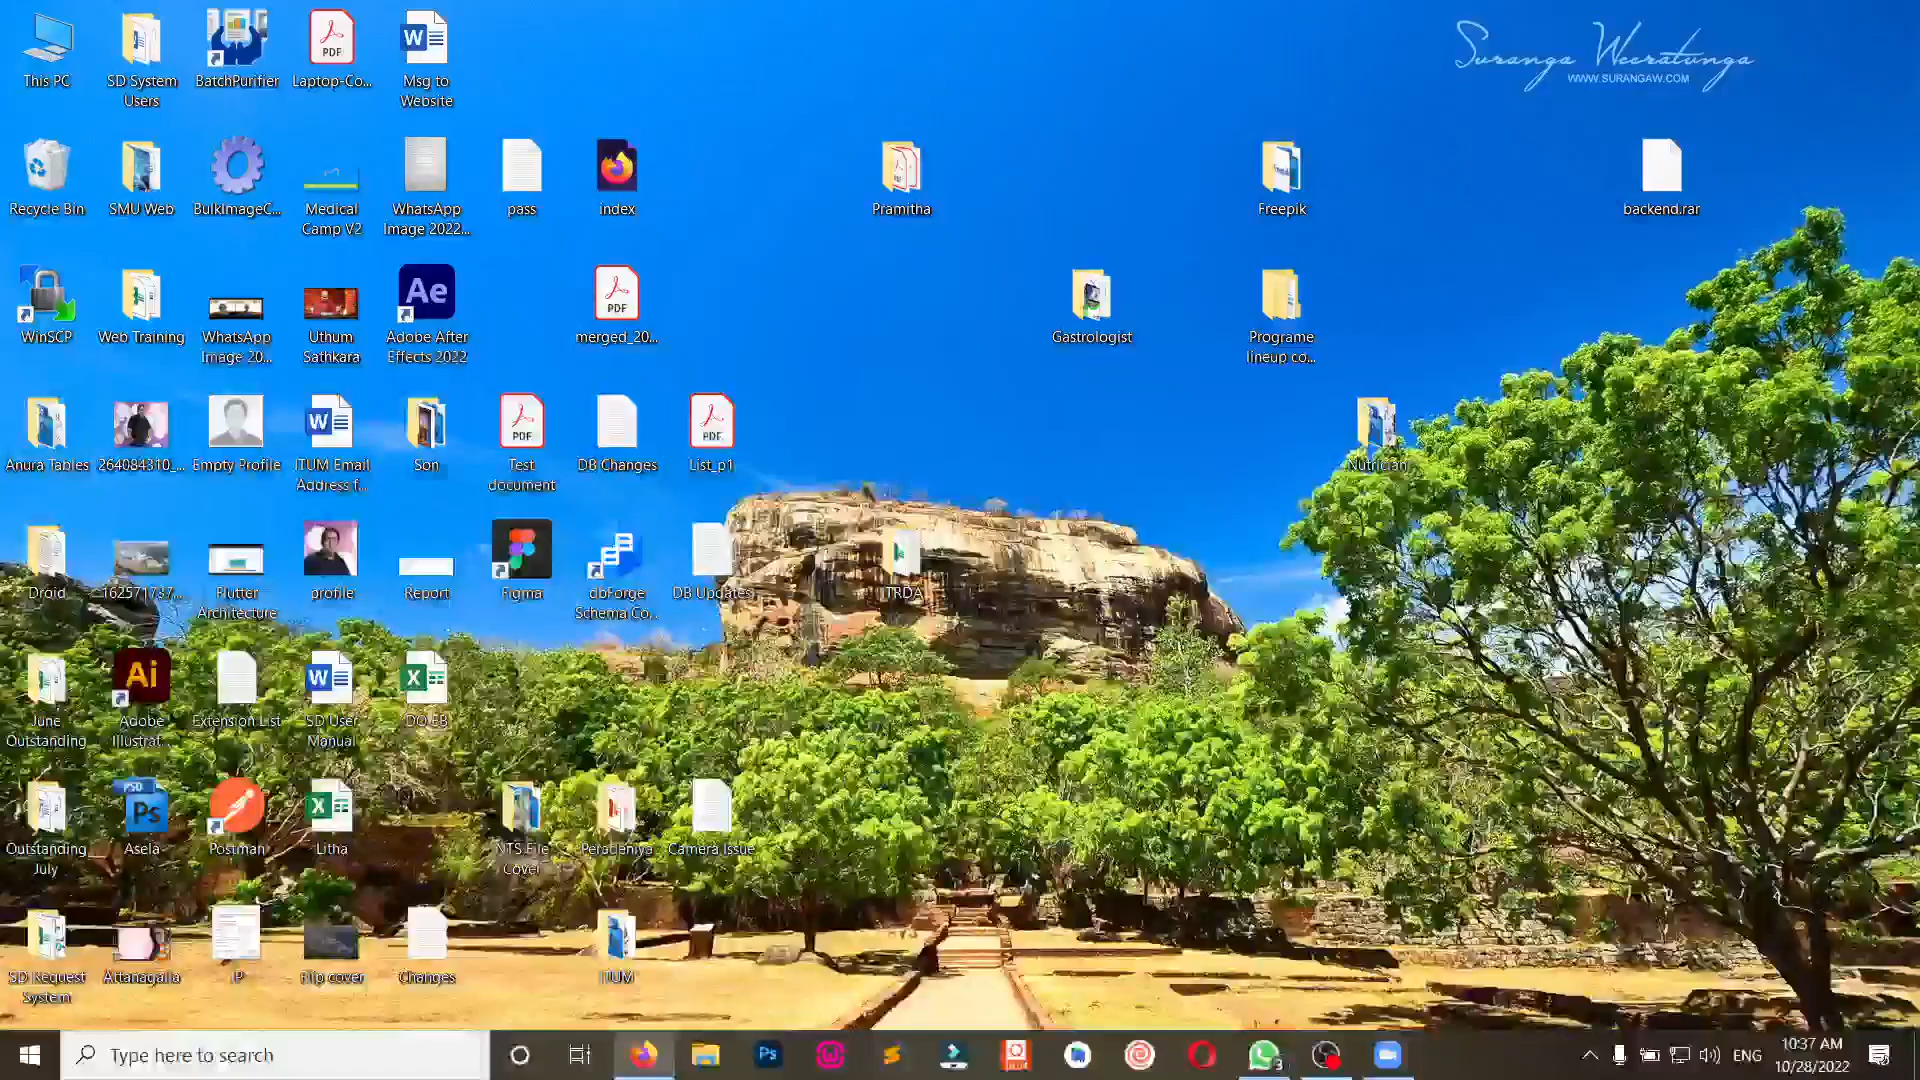 Suranga Weeratunga
WWW.SURANGAW.COM
This PC
SD System
Users
BatchPurifier
Laptop-Co...
Msg to
Website
Recycle Bin
SMU Web
BulkImageC...
Medical
Camp V2
WhatsApp
Image 2022...
pass
index
Pramitha
Freepik
backend.rar
WinSCP
Web Training
WhatsApp
Image 20...
Uthum
Sathkara
Adobe After
Effects 2022
merged_20...
Gastrologist
Programe
lineup co...
Anura Tables
264084310_...
Empty Profile
ITUM Email
Address f...
Son
Test
document
DB Changes
List_p1
Nutrician
Droid
162571737...
Flutter
Architecture
profile
Report
Figma
dbForge
Schema Co...
DB Updates
ITRDA
June
Outstanding
Adobe
Illustrat...
Extension List
SD User
Manual
DO EB
Outstanding
July
Asela
Postman
Litha
NTS File
Cover
Peradeniya
Camera Issue
SD Request
System
Attanagalla
IP
Flip cover
Changes
ITUM
Type here to search
ENG
10:37 AM
10/28/2022